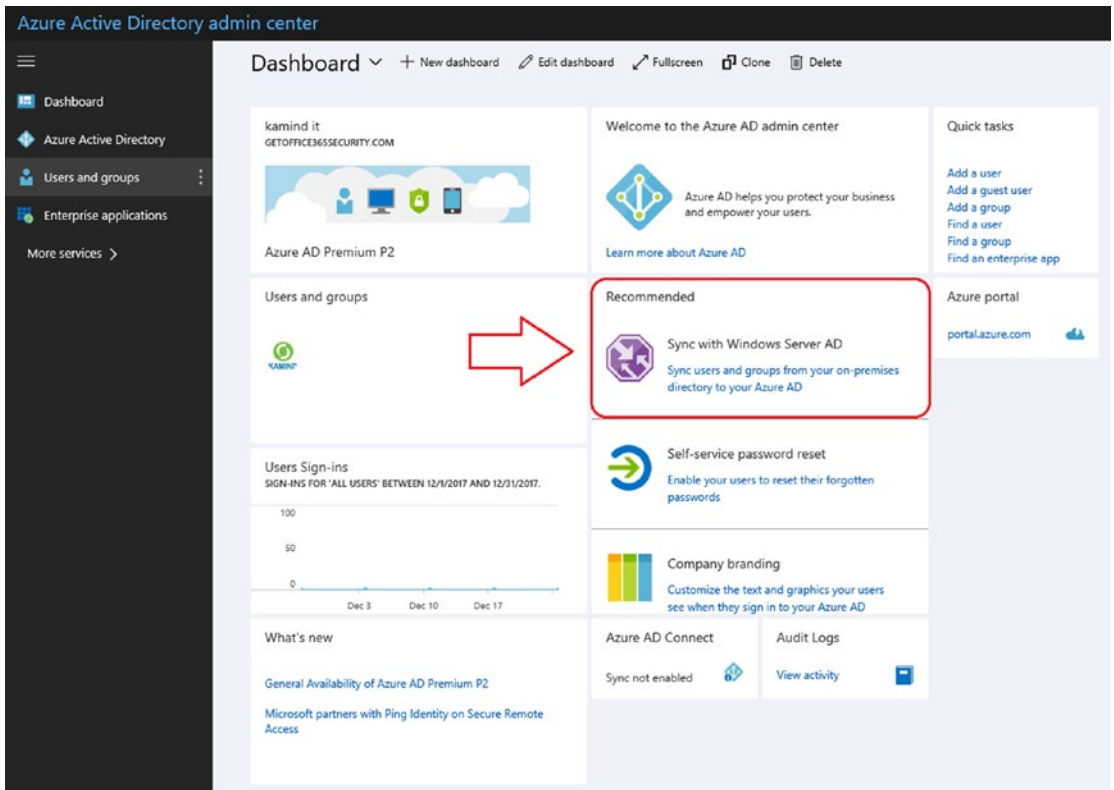 Azure Active Directory admin center
Dashboard
Azure Active Directory
Users and groups
Enterprise applications
More services
Dashboard
New dashboard
Edit dashboard
Fullscreen
Clone
Delete
kamind it
GETOFFICE365SECURITY.COM
Azure AD Premium P2
Welcome to the Azure AD admin center
Azure AD helps you protect your business
and empower your users.
Learn more about Azure AD
Quick tasks
Add a user
Add a guest user
Add a group
Find a user
Find a group
Find an enterprise app
Users and groups
KAMIND
Recommended
Sync with Windows Server AD
Sync users and groups from your on-premises
directory to your Azure AD
Azure portal
portal.azure.com
Self-service password reset
Enable your users to reset their forgotten
passwords
Company branding
Customize the text and graphics your users
see when they sign in to your Azure AD
Users Sign-ins
SIGN-INS FOR 'ALL USERS' BETWEEN 12/1/2017 AND 12/31/2017.
100
50
0
Dec 3 Dec 10 Dec 17
What's new
General Availability of Azure AD Premium P2
Microsoft partners with Ping Identity on Secure Remote
Access
Azure AD Connect
Sync not enabled
Audit Logs
View activity